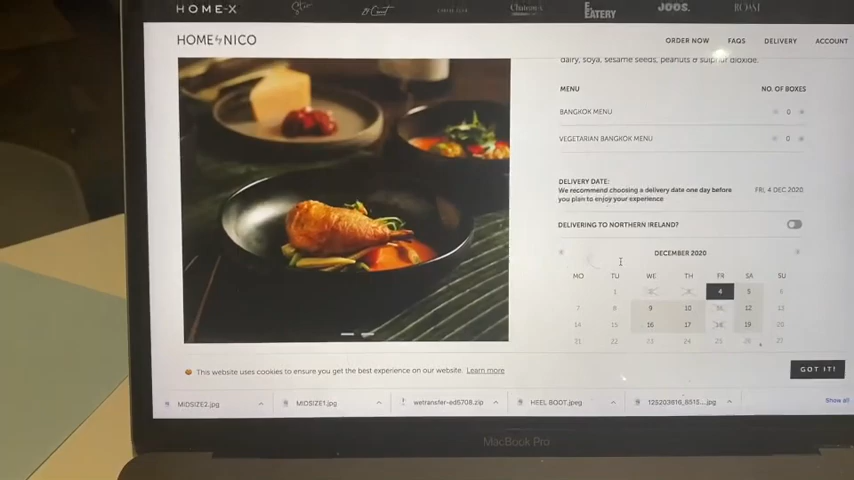 HOME-X
EATERY
JOOS.
ROAST
HOME by NICO
ORDER NOW FAQS DELIVERY ACCOUNT
dairy, soya, sesame seeds, peanuts & sulphur dioxide.
MENU NO. OF BOXES
BANGKOK MENU 0
VEGETARIAN BANGKOK MENU 0
DELIVERY DATE:
We recommend choosing a delivery date one day before
you plan to enjoy your experience
FRI, 4 DEC 2020
DELIVERING TO NORTHERN IRELAND?
DECEMBER 2020
MO TU WE TH FR SA SU
1 2 3 4 5 6
7 8 9 10 11 12 13
14 15 16 17 18 19 20
21 22 23 24 25 26 27
This website uses cookies to ensure you get the best experience on our website. Learn more
GOT IT!
MIDSIZE2.jpg
MIDSIZE1.jpg
wetransfer-ed5708.zip
HEEL BOOT.jpeg
Show all
MacBook Pro